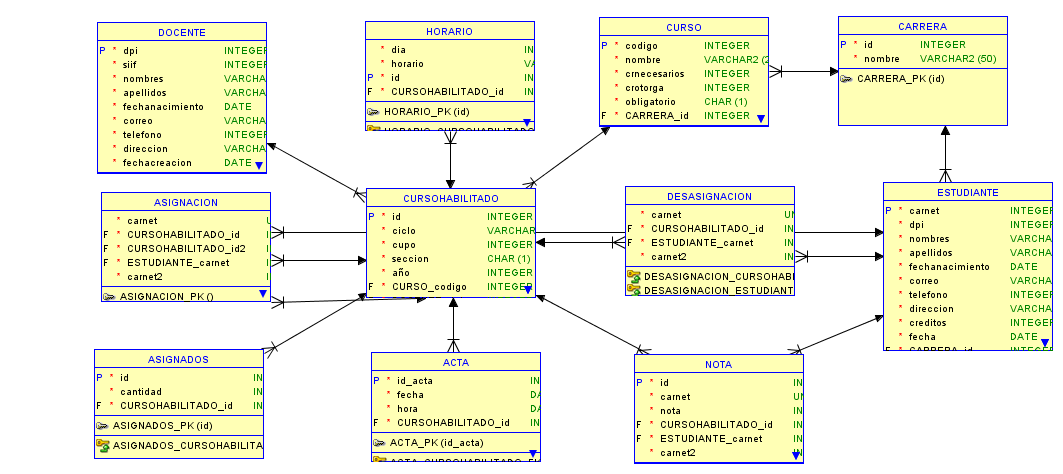 DOCENTE
P * dpi INTEGER
* siif INTEGER
* nombres VARCHA
* apellidos VARCHA
* fechanacimiento DATE
* correo VARCHA
* telefono INTEGER
* direccion VARCHA
* fechacreacion DATE
HORARIO
* dia IN
* horario VA
P * id IN
F * CURSOHABILITADO_id IN
HORARIO_PK (id)
HORARIO_CURSOHABILITADO
CURSO
P * codigo INTEGER
* nombre VARCHAR2 (2
* crnecesarios INTEGER
* crotorga INTEGER
* obligatorio CHAR (1)
F * CARRERA_id INTEGER
CARRERA
P * id INTEGER
* nombre VARCHAR2 (50)
CARRERA_PK (id)
ASIGNACION
* carnet U
F * CURSOHABILITADO_id I
F * CURSOHABILITADO_id2 I
F * ESTUDIANTE_carnet I
* carnet2
ASIGNACION_PK ()
CURSOHABILITADO
P * id INTEGER
* ciclo VARCHAR
* cupo INTEGER
* seccion CHAR (1)
* año INTEGER
F * CURSO_codigo INTEGER
DESASIGNACION
* carnet UN
F * CURSOHABILITADO_id IN
F * ESTUDIANTE_carnet IN
* carnet2 IN
DESASIGNACION_CURSOHABI
DESASIGNACION_ESTUDIANT
ESTUDIANTE
P * carnet INTEGER
* dpi INTEGER
* nombres VARCHA
* apellidos VARCHA
* fechanacimiento DATE
* correo VARCHA
* telefono INTEGER
* direccion VARCHA
* creditos INTEGER
* fecha DATE
F * CARRERA_id INTEGER
ASIGNADOS
P * id IN
* cantidad IN
F * CURSOHABILITADO_id IN
ASIGNADOS_PK (id)
ASIGNADOS_CURSOHABILITA
ACTA
P * id_acta IN
* fecha DA
* hora DA
F * CURSOHABILITADO_id IN
ACTA_PK (id_acta)
ACTA_CURSOHABILITADO_F
NOTA
P * id IN
* carnet UN
* nota IN
F * CURSOHABILITADO_id IN
F * ESTUDIANTE_carnet IN
* carnet2